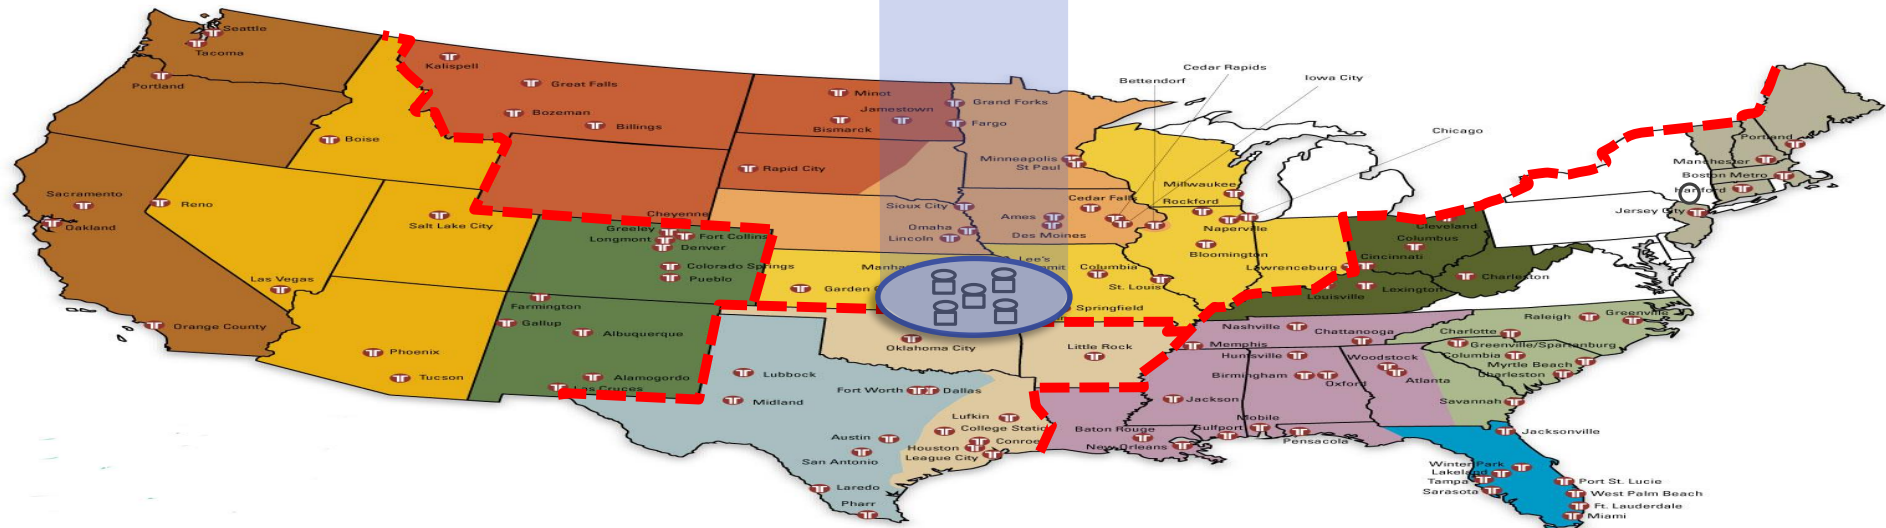 Seattle
Tacoma
Portland
Kalispell
Great Falls
Bozeman
Billings
Boise
Minot
Jamestown
Bismarck
Grand Forks
Fargo
Rapid City
Minneapolis
St Paul
Bettendorf
Cedar Rapids
Iowa City
Chicago
Sacramento
Oakland
Reno
Salt Lake City
Las Vegas
Orange County
Phoenix
Tucson
Cheyenne
Greeley
Fort Collins
Longmont
Denver
Colorado Springs
Pueblo
Farmington
Gallup
Albuquerque
Alamogordo
Las Cruces
Sioux City
Omaha
Lincoln
Ames
Des Moines
Cedar Falls
Millwaukee
Rockford
Naperville
Bloomington
Lawrenceburg
Manha
Garden C
Lee's
mmit
Columbia
St. Louis
Springfield
Oklahoma City
Little Rock
Lubbock
Midland
Fort Worth
Dallas
Lufkin
College Static
Conroe
Houston
League City
Austin
San Antonio
Laredo
Pharr
Cleveland
Columbus
Cincinnati
Charleston
Lexington
Louisville
Nashville
Chattanooga
Memphis
Huntsville
Birmingham
Oxford
Woodstock
Atlanta
Jackson
Mobile
Gulfport
Baton Rouge
New Orleans
Pensacola
Raleigh
Greenville
Charlotte
Greenville/Spartanburg
Columbia
Myrtle Beach
Charleston
Savannah
Jacksonville
Winter Park
Lakeland
Tampa
Sarasota
Port St. Lucie
West Palm Beach
Ft. Lauderdale
Miami
Portland
Manchester
Boston Metro
Hartford
Jersey City